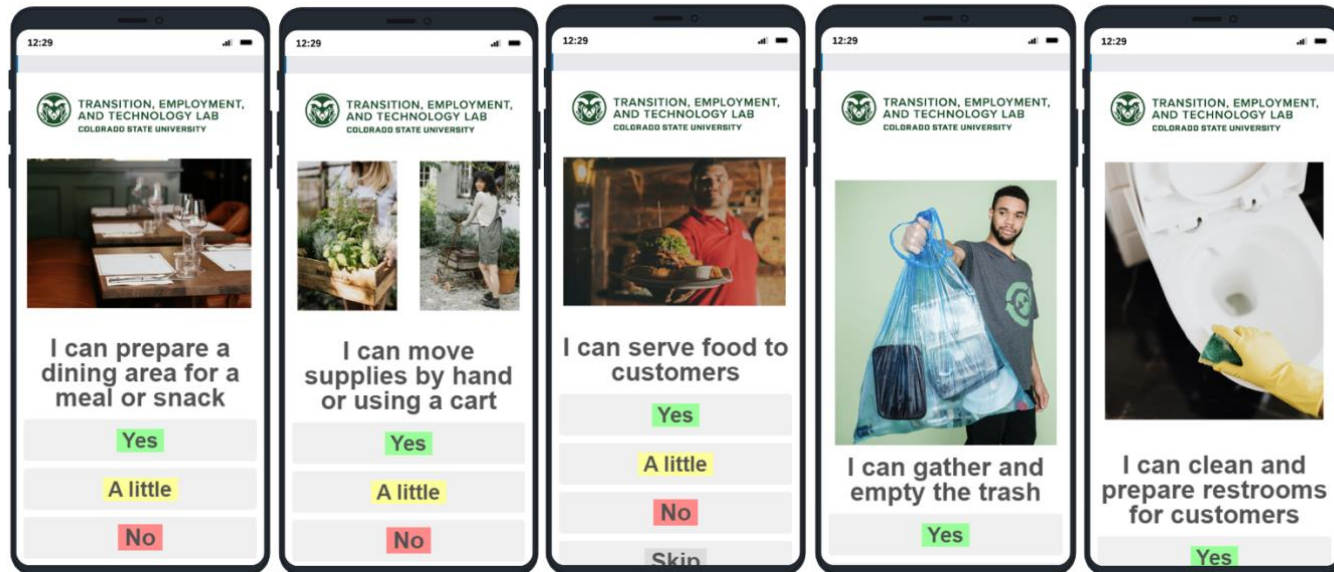 12:29
TRANSITION, EMPLOYMENT,
AND TECHNOLOGY LAB
COLORADO STATE UNIVERSITY
I can prepare a
dining area for a
meal or snack
Yes
A little
No
12:29
TRANSITION, EMPLOYMENT,
AND TECHNOLOGY LAB
COLORADO STATE UNIVERSITY
I can move
supplies by hand
or using a cart
Yes
A little
No
12:29
TRANSITION, EMPLOYMENT,
AND TECHNOLOGY LAB
COLORADO STATE UNIVERSITY
I can serve food to
customers
Yes
A little
No
Skip
12:29
TRANSITION, EMPLOYMENT,
AND TECHNOLOGY LAB
COLORADO STATE UNIVERSITY
I can gather and
empty the trash
Yes
12:29
TRANSITION, EMPLOYMENT,
AND TECHNOLOGY LAB
COLORADO STATE UNIVERSITY
I can clean and
prepare restrooms
for customers
Yes